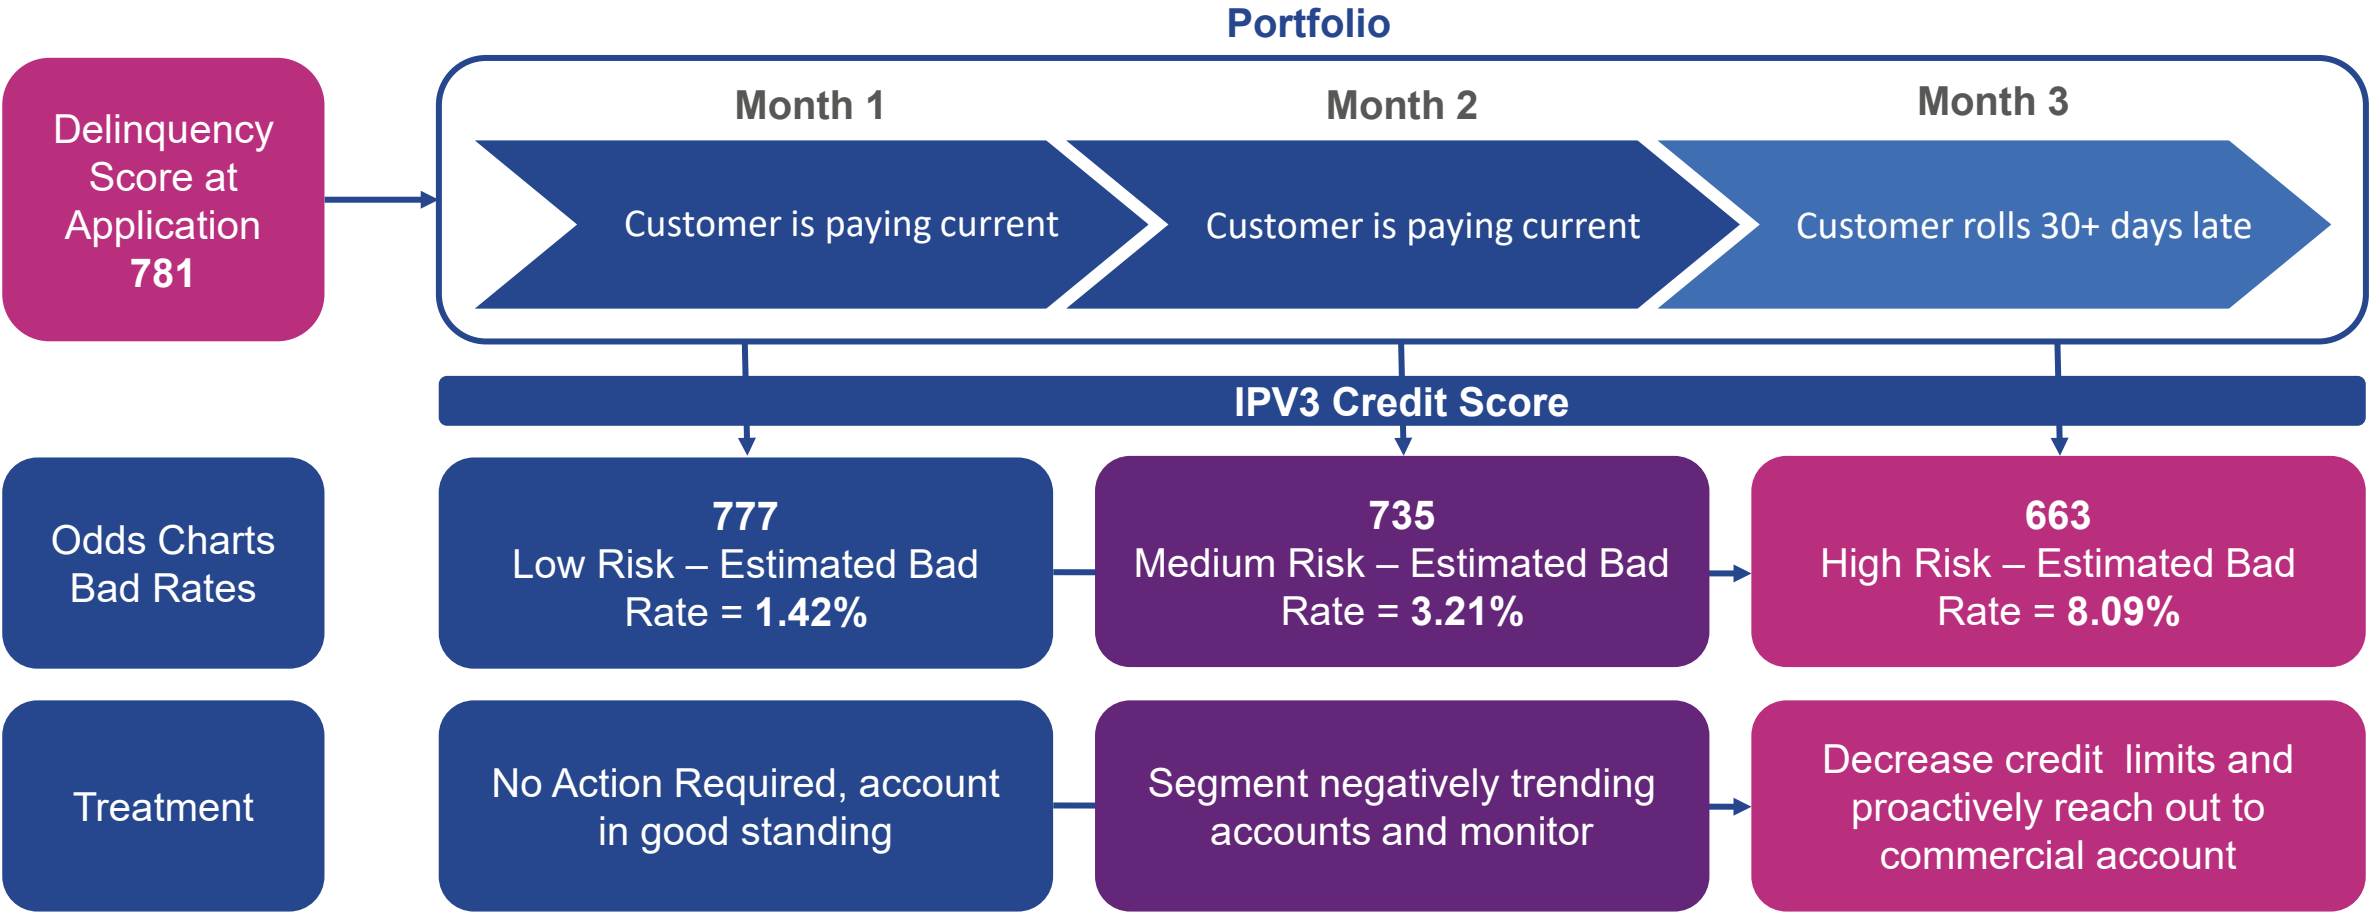 Portfolio
Delinquency
Score at
Application
781
Month 1
Month 2
Month 3
Customer is paying current
Customer is paying current
Customer rolls 30+ days late
IPV3 Credit Score
Odds Charts
Bad Rates
777
Low Risk – Estimated Bad
Rate = 1.42%
735
Medium Risk – Estimated Bad
Rate = 3.21%
663
High Risk – Estimated Bad
Rate = 8.09%
Treatment
No Action Required, account
in good standing
Segment negatively trending
accounts and monitor
Decrease credit  limits and
proactively reach out to
commercial account